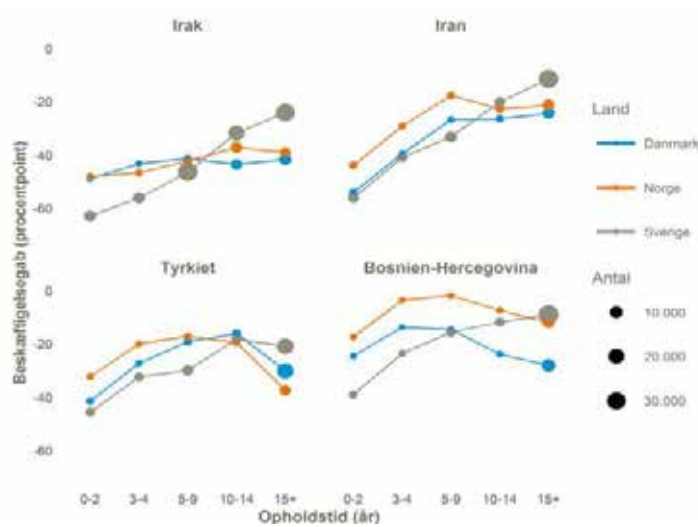 Irak
Iran
0
-20
-40
-60
Land
Danmark
Norge
Sverige
Beskæftigelsesgab (procentpoint)
Tyrkiet
Bosnien-Hercegovina
0
-20
-40
-60
Antal
10.000
20.000
30.000
0-2 3-4 5-9 10-14 15+
0-2 3-4 5-9 10-14 15+
Opholdstid (år)